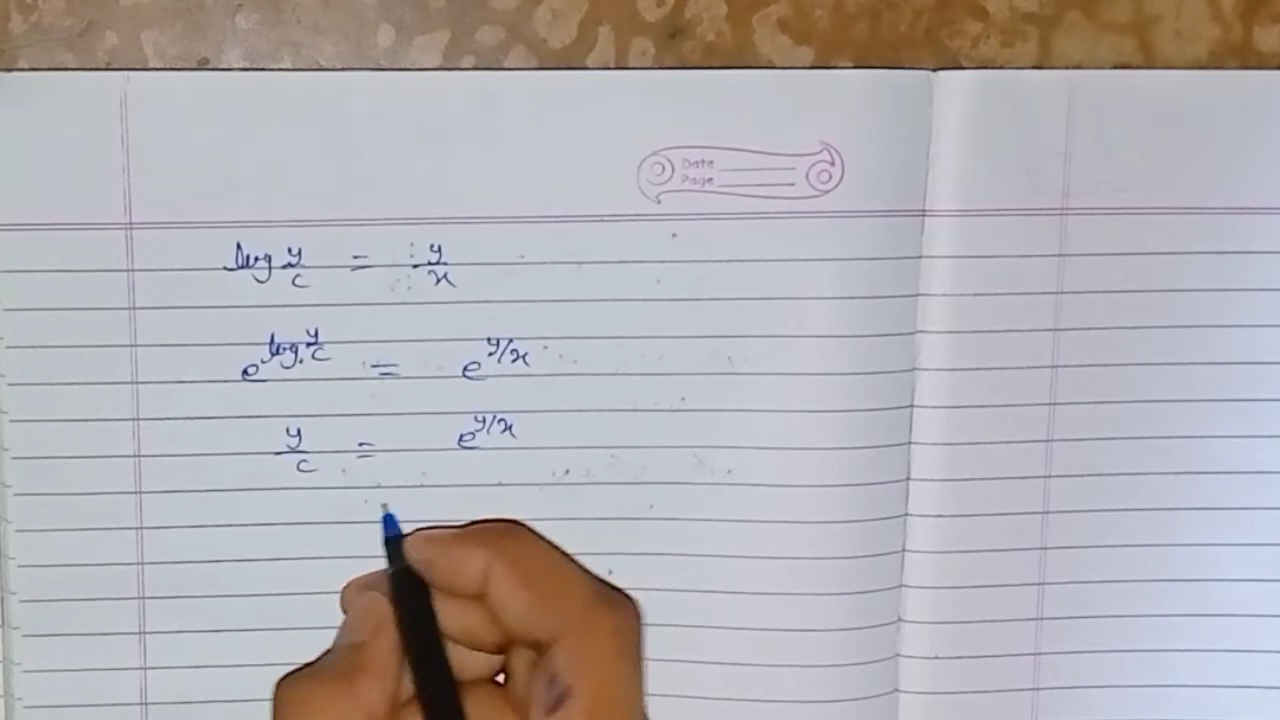 Date
Page
log y/c = y/x
e^{log y/c} = e^{y/x}
y/c = e^{y/x}